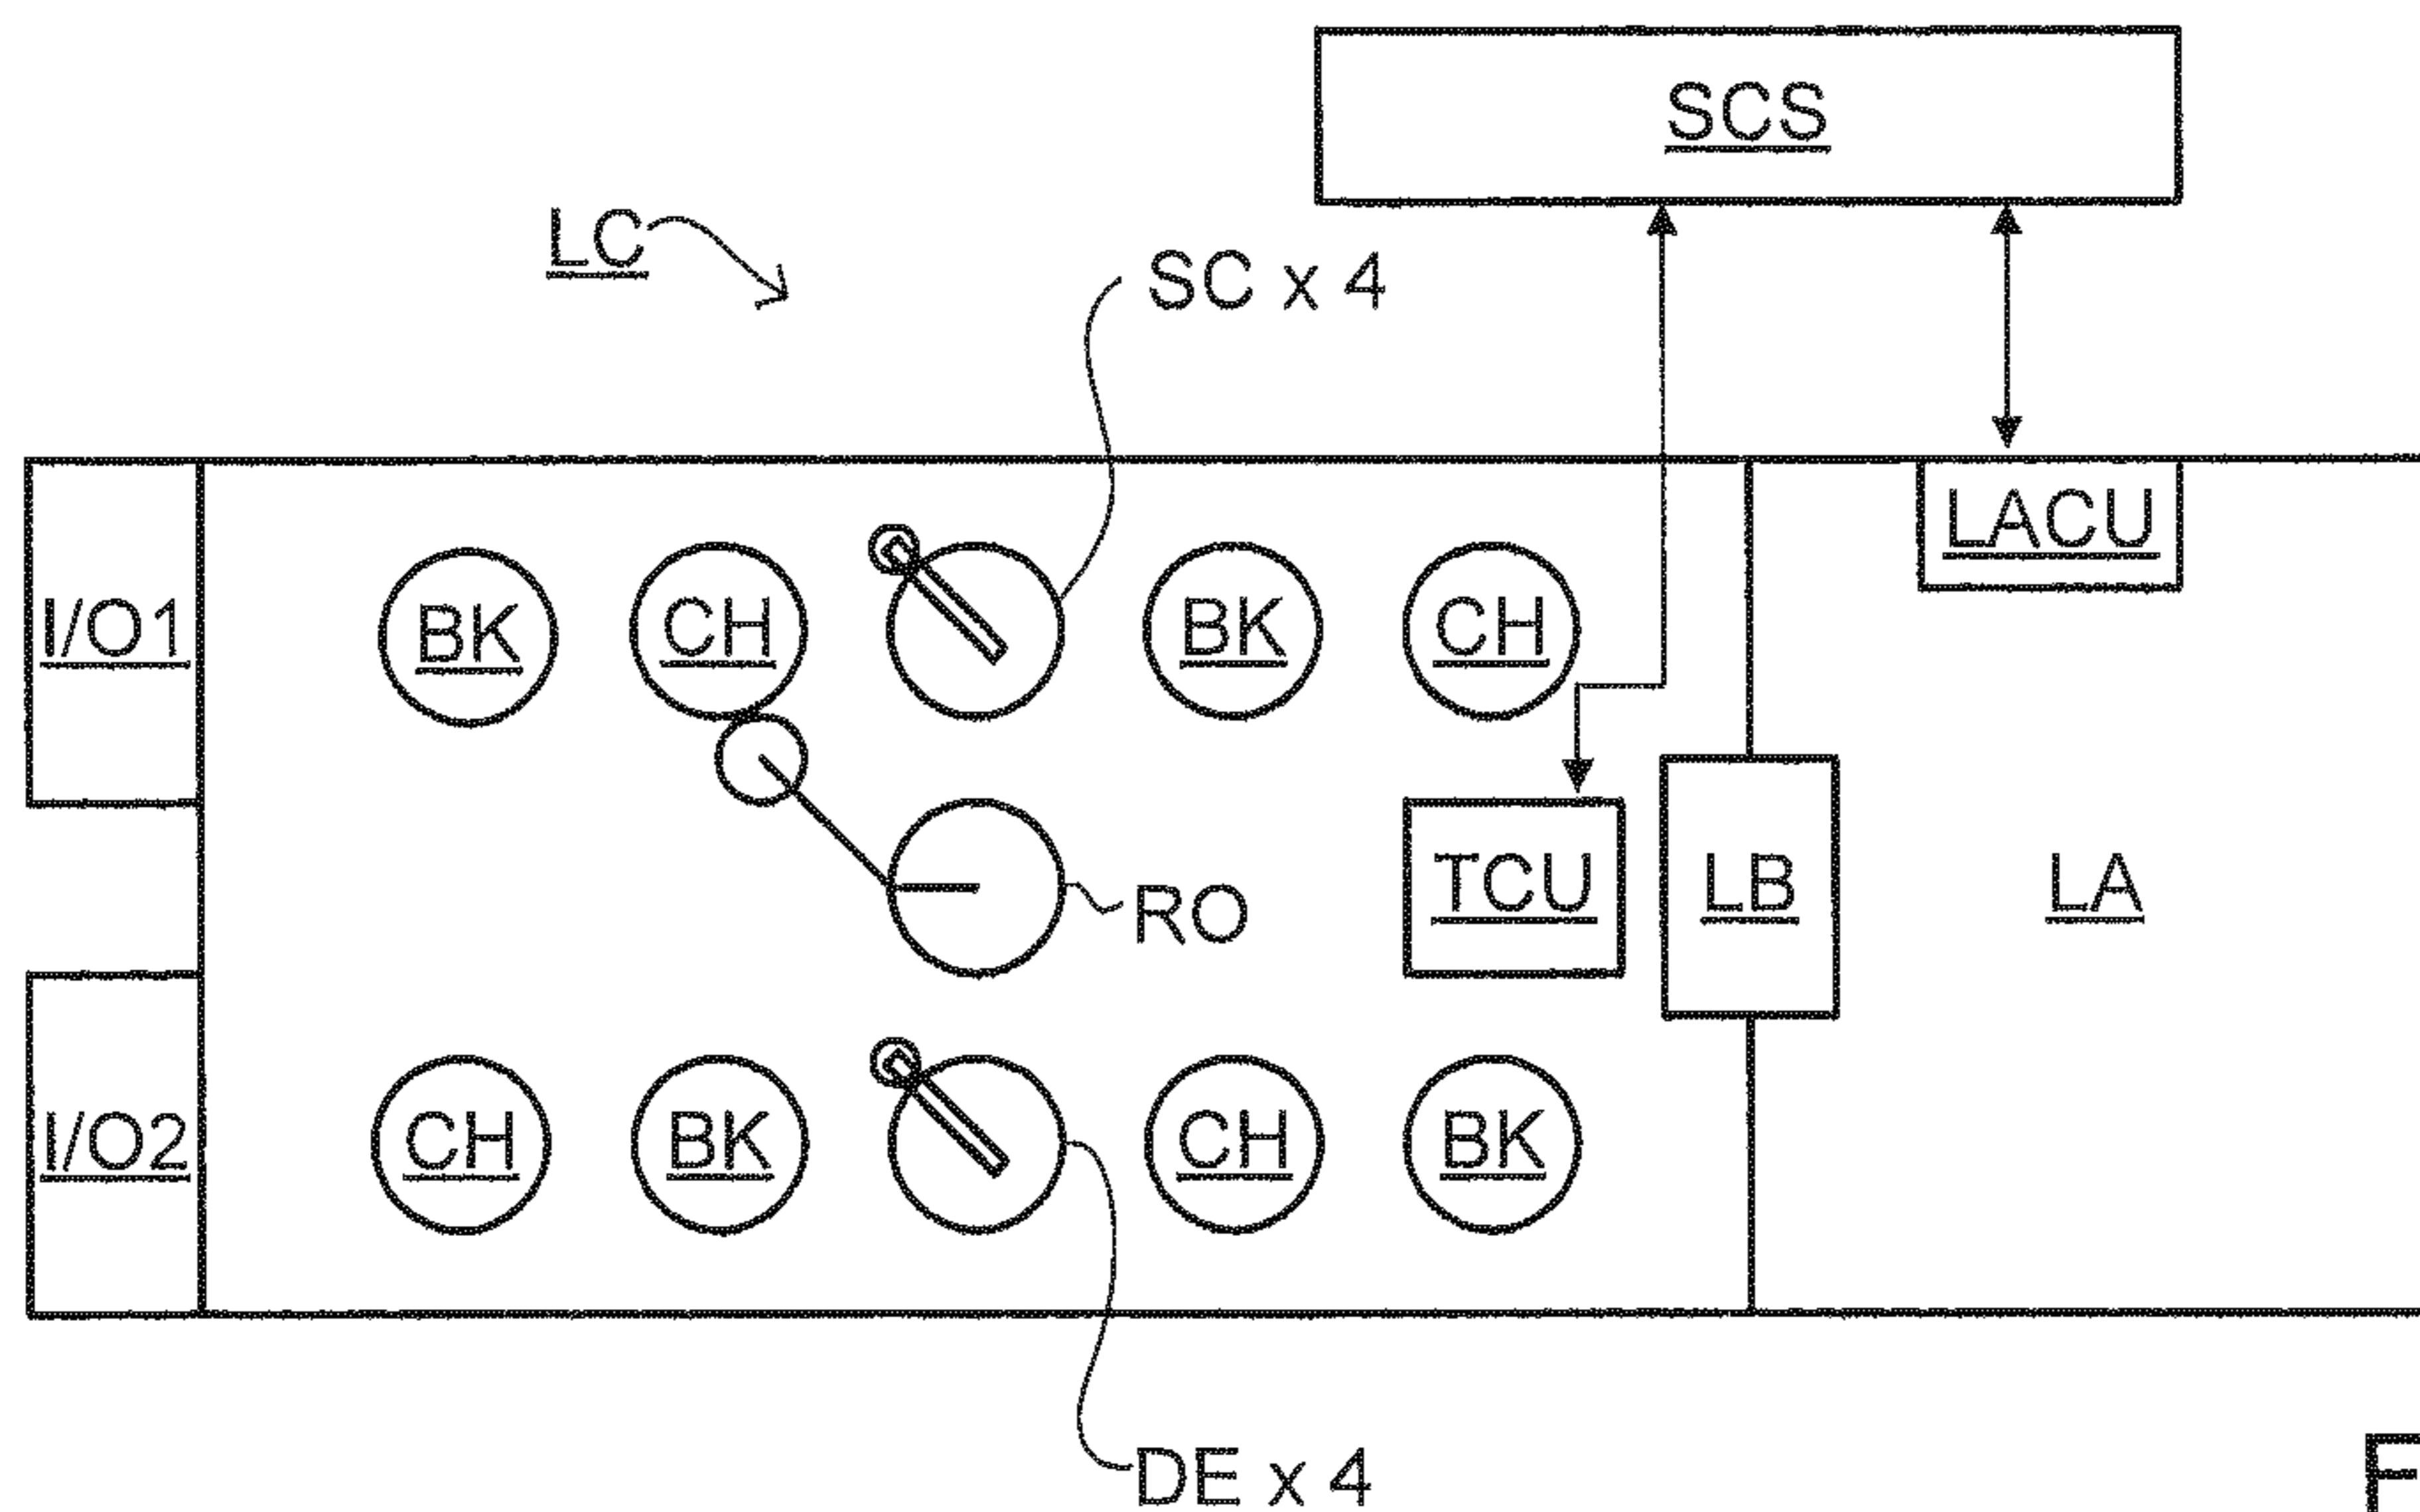 SCS
LC
SC x 4
LACU
I/O1
BK
CH
BK
CH
TCU
LB
LA
RO
I/O2
CH
BK
CH
BK
DE x 4
F